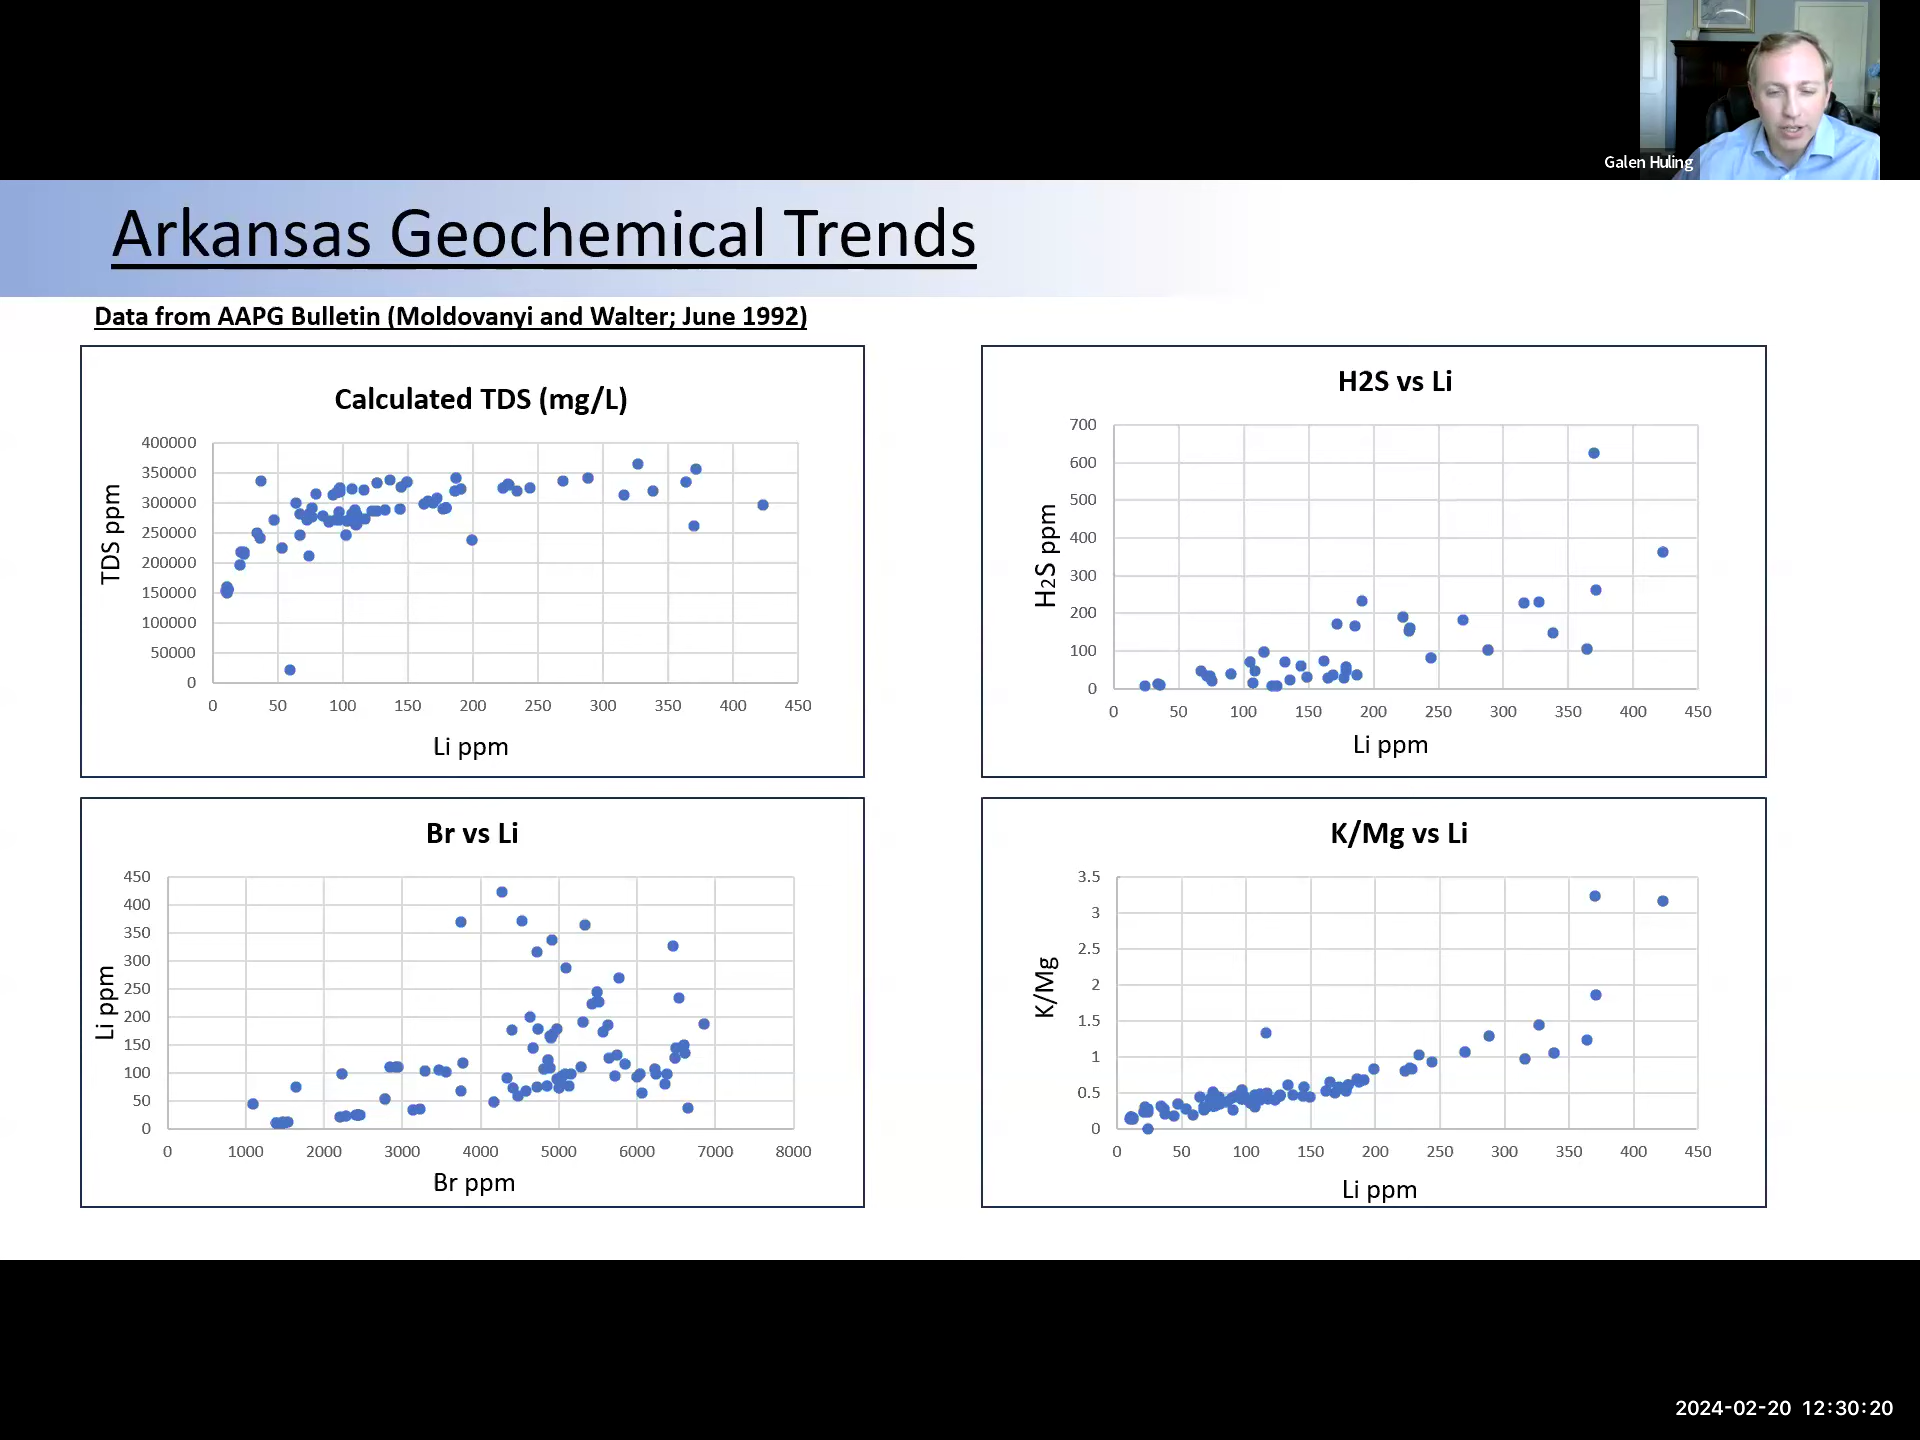 Galen Huling
Arkansas Geochemical Trends
Data from AAPG Bulletin (Moldovanyi and Walter; June 1992)
Calculated TDS (mg/L)
400000
350000
300000
250000
200000
150000
100000
50000
0
TDS ppm
0 50 100 150 200 250 300 350 400 450
Li ppm
H2S vs Li
700
600
500
400
300
200
100
0
H2S ppm
0 50 100 150 200 250 300 350 400 450
Li ppm
Br vs Li
450
400
350
300
250
200
150
100
50
0
Li ppm
0 1000 2000 3000 4000 5000 6000 7000 8000
Br ppm
K/Mg vs Li
3.5
3
2.5
2
1.5
1
0.5
0
K/Mg
0 50 100 150 200 250 300 350 400 450
Li ppm
2024-02-20 12:30:20